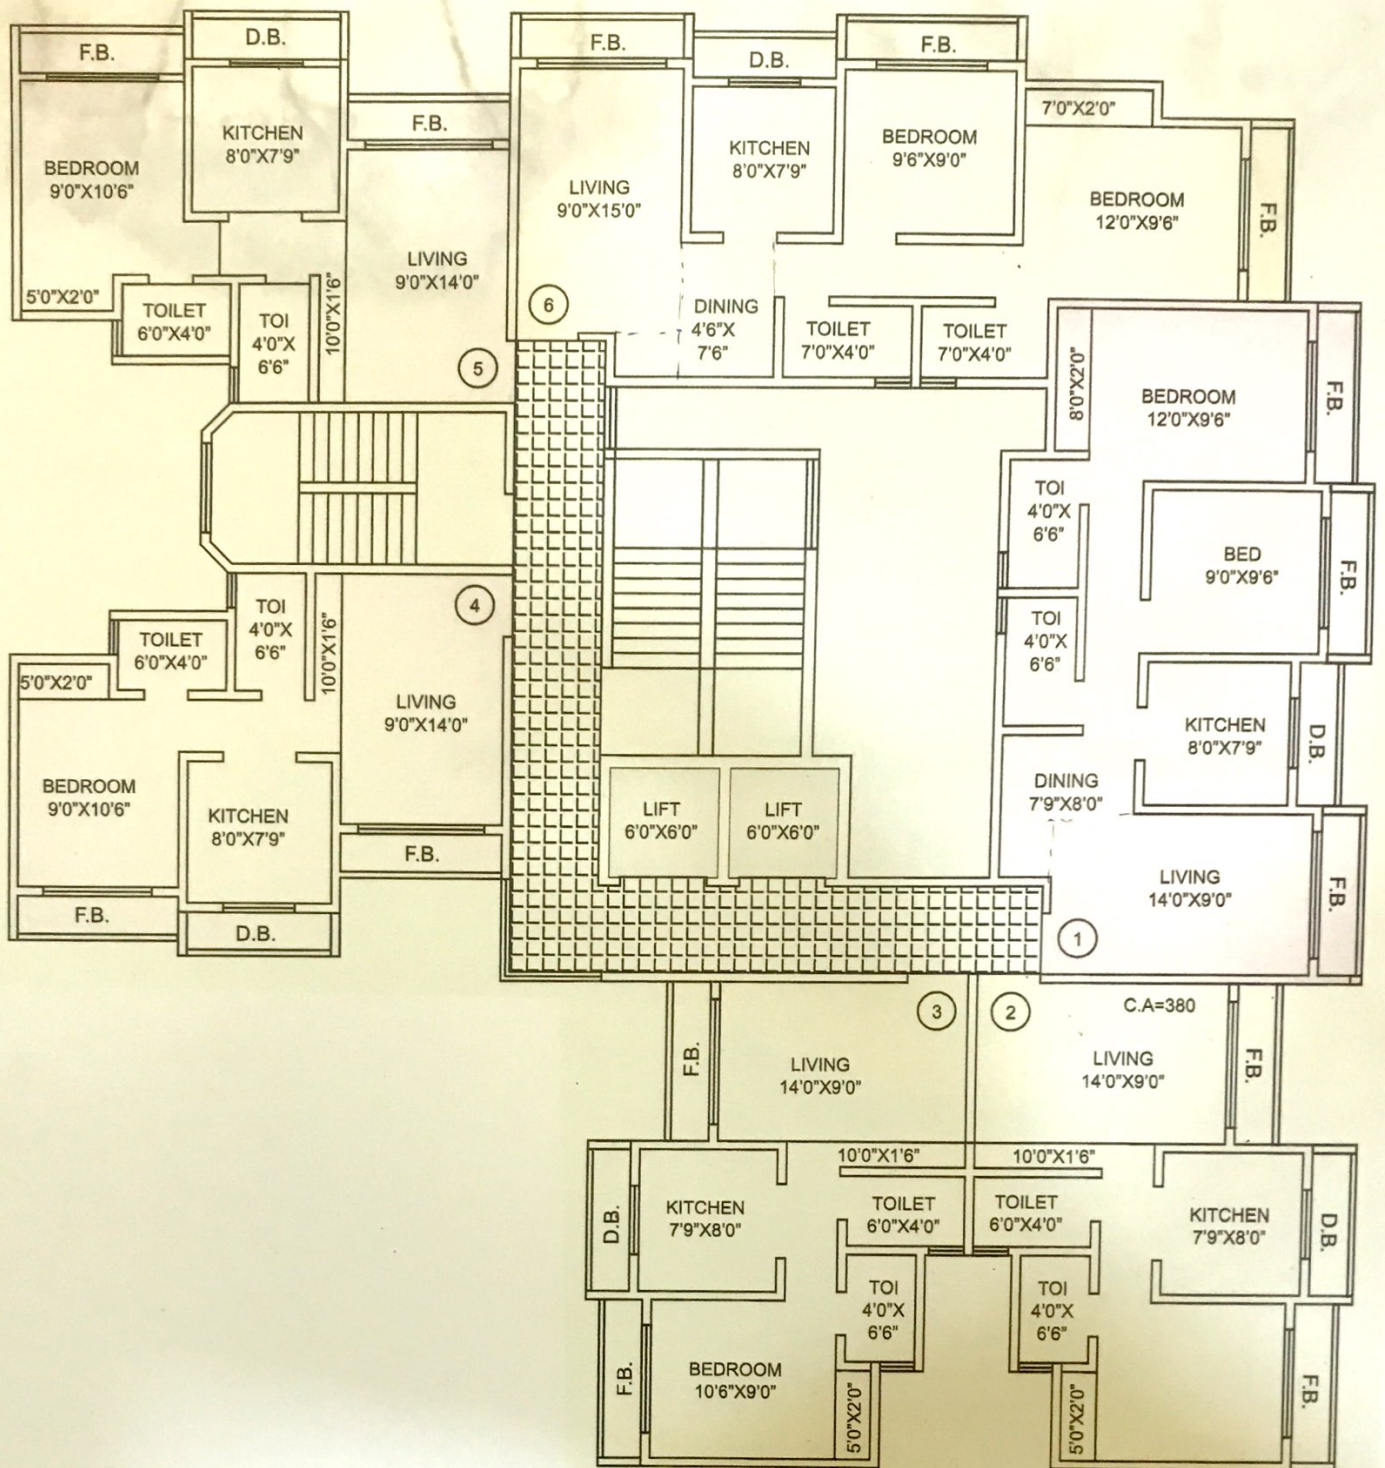 F.B.
D.B.
BEDROOM
9'0"X10'6"
KITCHEN
8'0"X7'9"
F.B.
LIVING
9'0"X14'0"
5'0"X2'0"
TOILET
6'0"X4'0"
TOI
4'0"X
6'6"
10'0"X1'6"
5
F.B.
D.B.
F.B.
LIVING
9'0"X15'0"
KITCHEN
8'0"X7'9"
BEDROOM
9'6"X9'0"
7'0"X2'0"
BEDROOM
12'0"X9'6"
F.B.
6
DINING
4'6"X
7'6"
TOILET
7'0"X4'0"
TOILET
7'0"X4'0"
8'0"X2'0"
BEDROOM
12'0"X9'6"
F.B.
TOI
4'0"X
6'6"
BED
9'0"X9'6"
F.B.
TOI
4'0"X
6'6"
KITCHEN
8'0"X7'9"
D.B.
DINING
7'9"X8'0"
LIVING
14'0"X9'0"
F.B.
1
4
TOI
4'0"X
6'6"
10'0"X1'6"
TOILET
6'0"X4'0"
5'0"X2'0"
LIVING
9'0"X14'0"
BEDROOM
9'0"X10'6"
KITCHEN
8'0"X7'9"
F.B.
F.B.
D.B.
LIFT
6'0"X6'0"
LIFT
6'0"X6'0"
3
2
C.A=380
F.B.
LIVING
14'0"X9'0"
LIVING
14'0"X9'0"
F.B.
10'0"X1'6"
10'0"X1'6"
D.B.
KITCHEN
7'9"X8'0"
TOILET
6'0"X4'0"
TOILET
6'0"X4'0"
KITCHEN
7'9"X8'0"
D.B.
TOI
4'0"X
6'6"
TOI
4'0"X
6'6"
F.B.
BEDROOM
10'6"X9'0"
5'0"X2'0"
5'0"X2'0"
F.B.